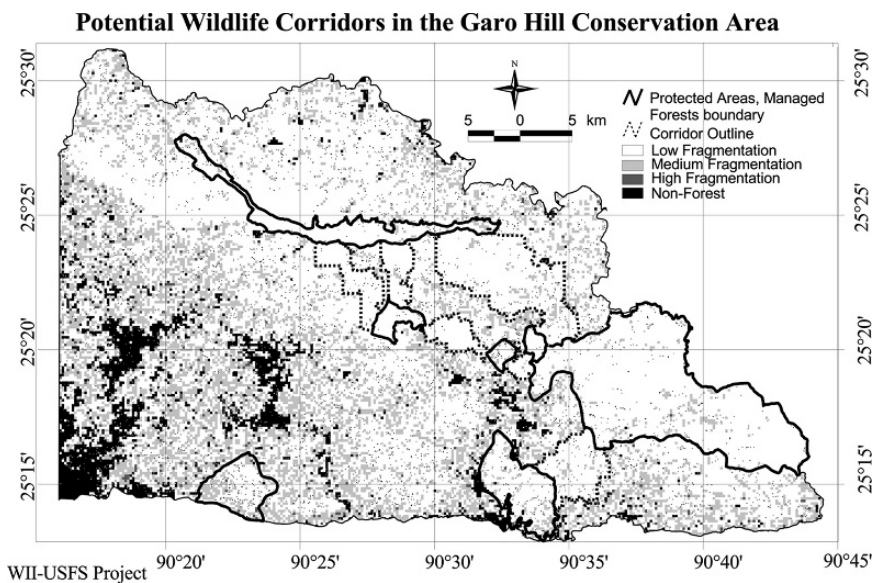 Potential Wildlife Corridors in the Garo Hill Conservation Area
25°30'
25°30'
N
5 0 5 km
Protected Areas, Managed
Forests boundary
Corridor Outline
Low Fragmentation
Medium Fragmentation
High Fragmentation
Non-Forest
25°25'
25°25'
25°20'
25°20'
25°15'
25°15'
90°20' 90°25' 90°30' 90°35' 90°40' 90°45'
WII-USFS Project